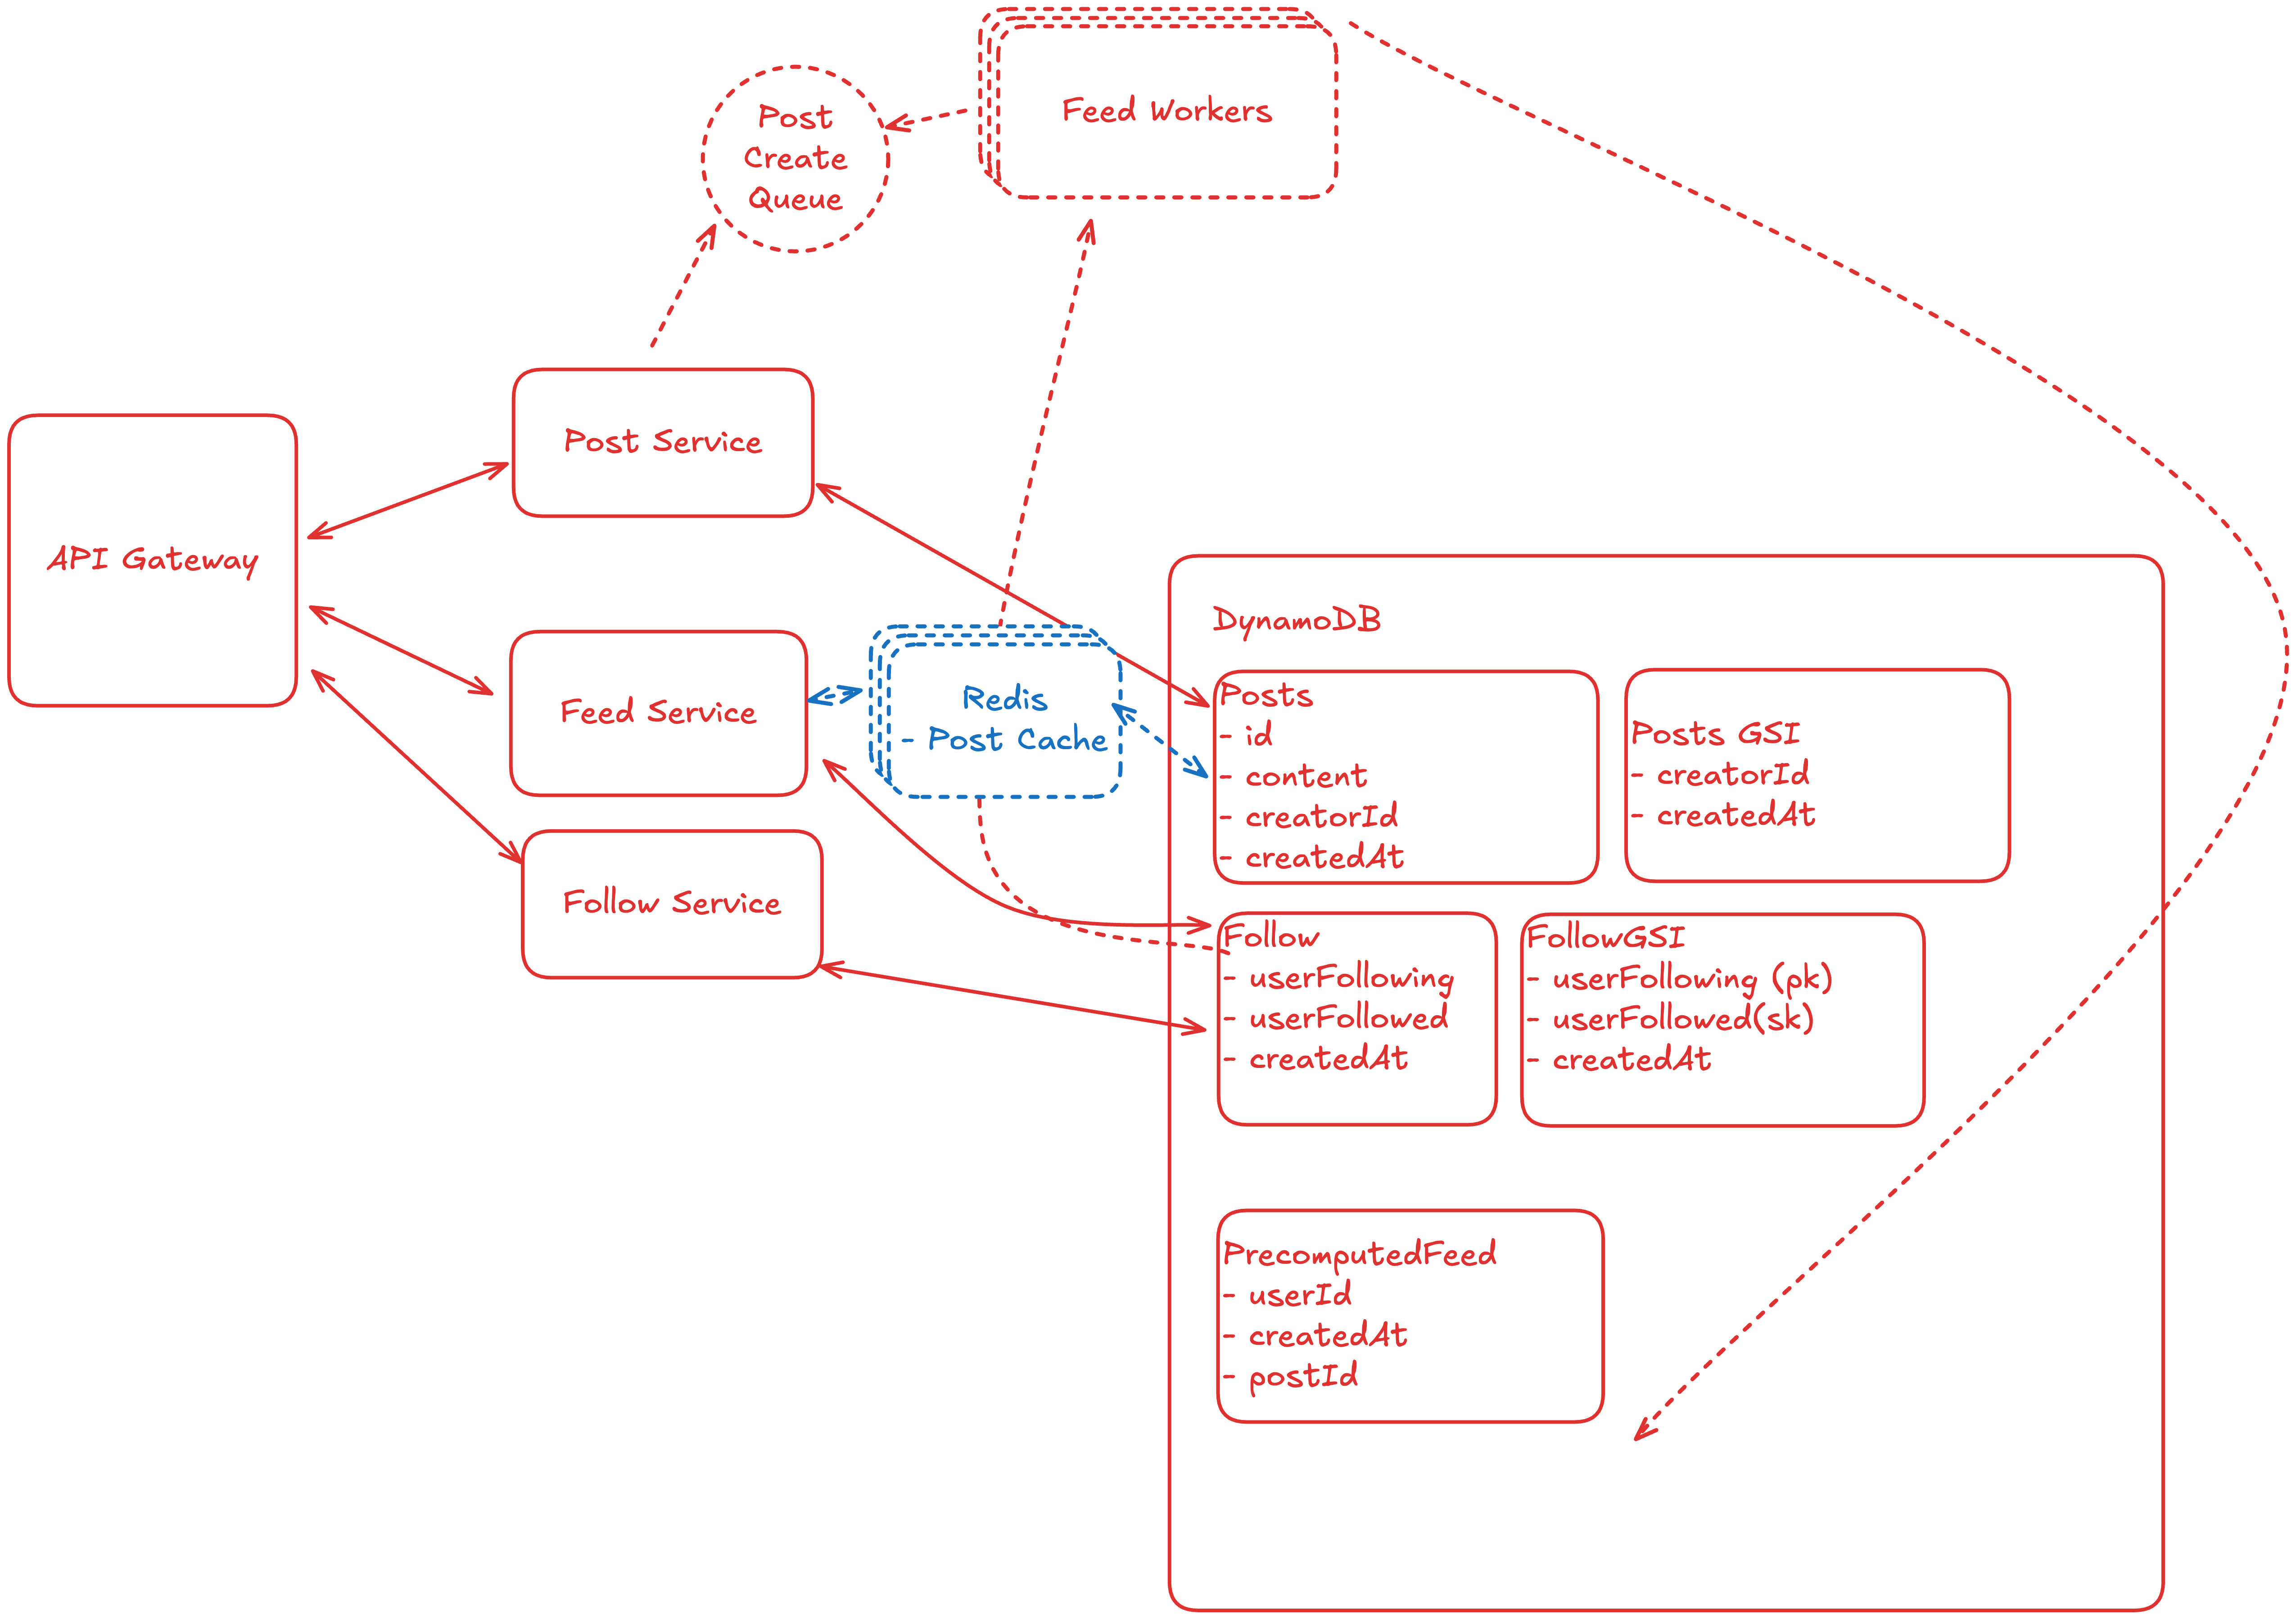 Post
Create
Queue
Feed Workers
Post Service
API Gateway
Feed Service
Redis
- Post Cache
Follow Service
DynamoDB
Posts
- id
- content
- creatorId
- createdAt
Posts GSI
- creatorId
- createdAt
Follow
- userFollowing
- userFollowed
- createdAt
FollowGSI
- userFollowing (pk)
- userFollowed(sk)
- createdAt
PrecomputedFeed
- userId
- createdAt
- postId